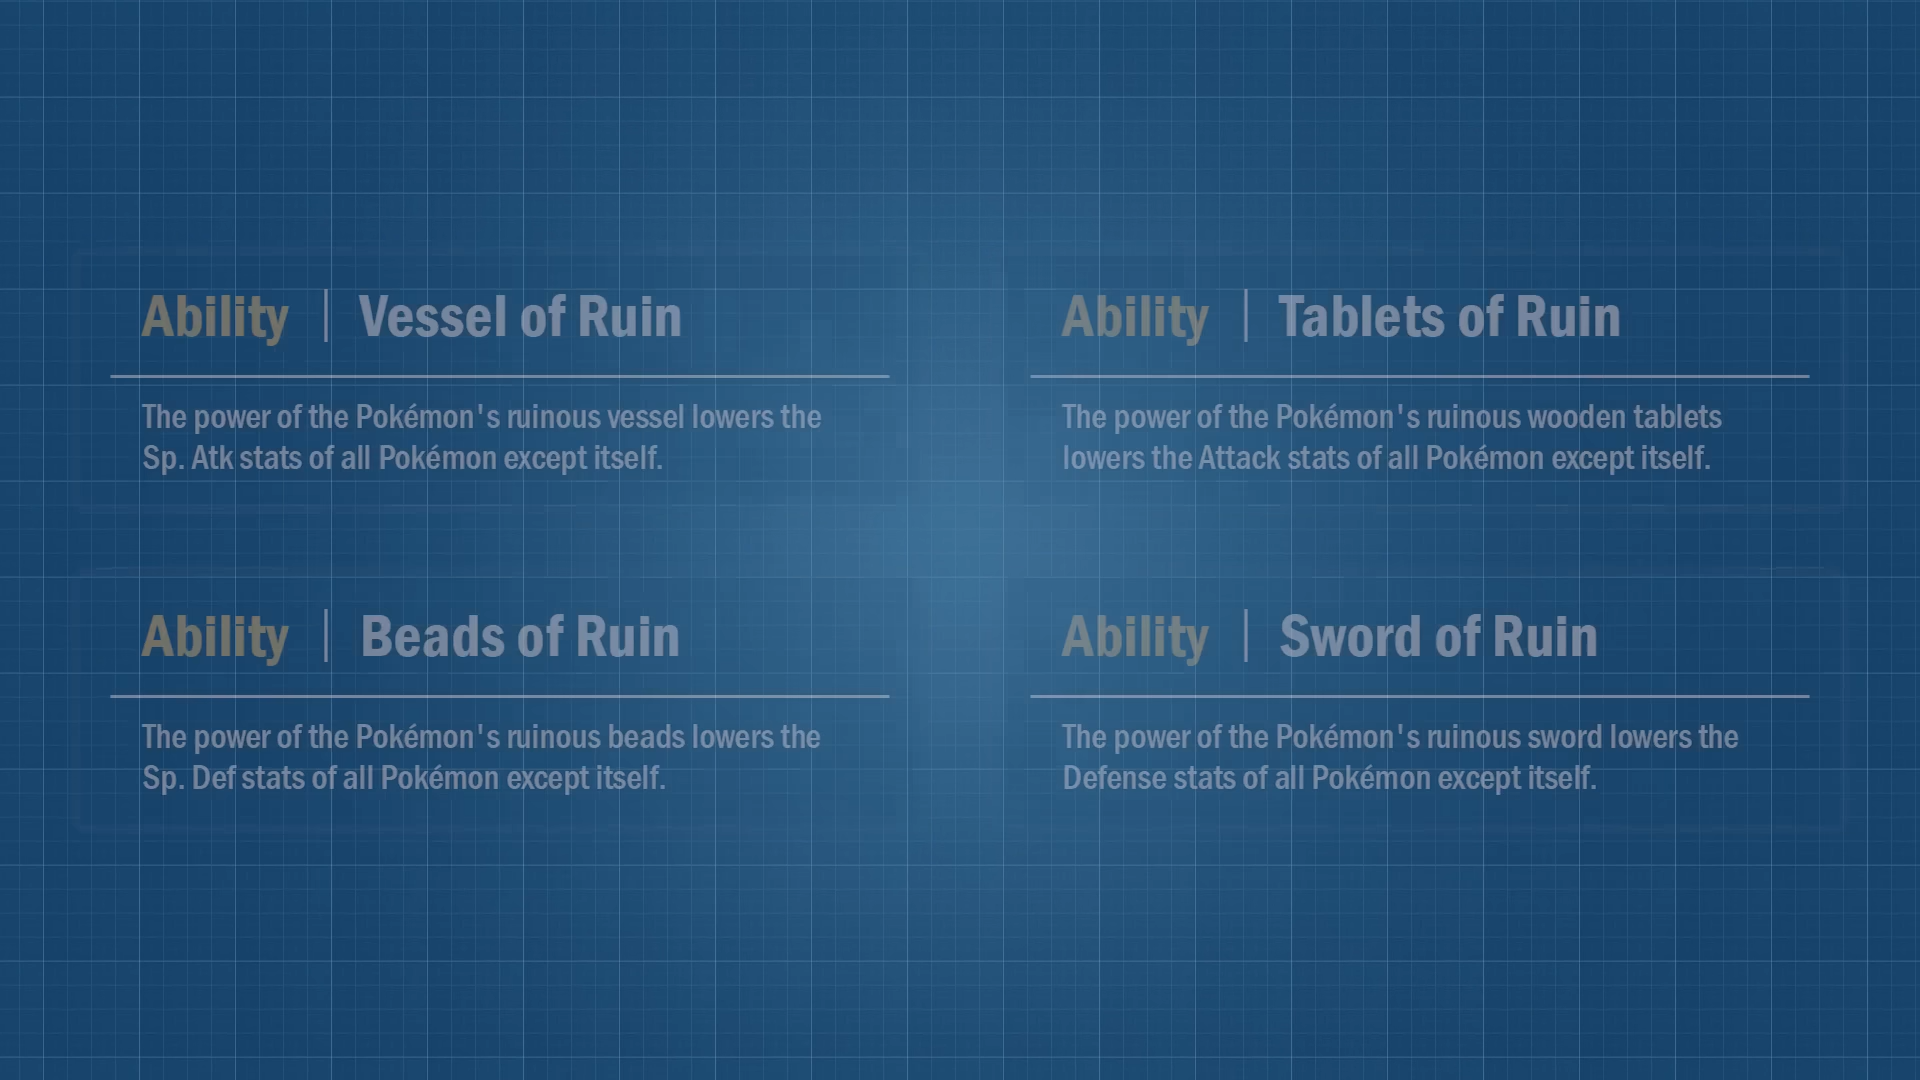 Ability | Vessel of Ruin
The power of the Pokémon's ruinous vessel lowers the
Sp. Atk stats of all Pokémon except itself.
Ability | Tablets of Ruin
The power of the Pokémon's ruinous wooden tablets
lowers the Attack stats of all Pokémon except itself.
Ability | Beads of Ruin
The power of the Pokémon's ruinous beads lowers the
Sp. Def stats of all Pokémon except itself.
Ability | Sword of Ruin
The power of the Pokémon's ruinous sword lowers the
Defense stats of all Pokémon except itself.